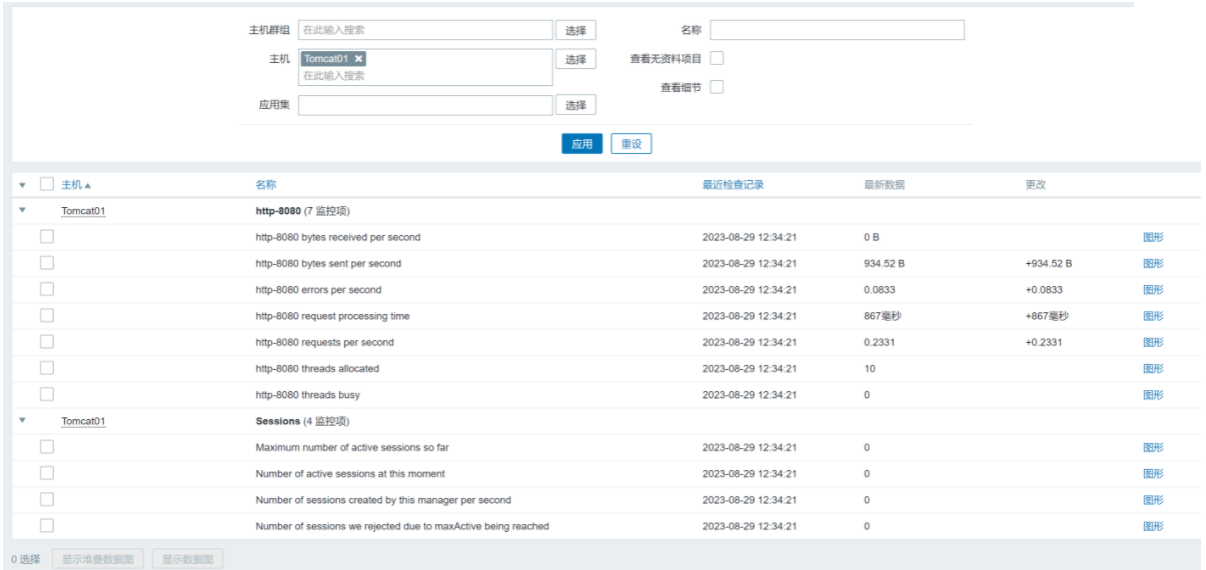 主机群组 在此输入搜索 选择 名称
主机 Tomcat01 ✖ 选择 查看无资料项目
在此输入搜索
查看细节
应用集 选择
应用 重设
▼ 主机▲ 名称 最近检查记录 最新数据 更改
▼ Tomcat01 http-8080 (7 监控项)
http-8080 bytes received per second 2023-08-29 12:34:21 0 B 图形
http-8080 bytes sent per second 2023-08-29 12:34:21 934.52 B +934.52 B 图形
http-8080 errors per second 2023-08-29 12:34:21 0.0833 +0.0833 图形
http-8080 request processing time 2023-08-29 12:34:21 867毫秒 +867毫秒 图形
http-8080 requests per second 2023-08-29 12:34:21 0.2331 +0.2331 图形
http-8080 threads allocated 2023-08-29 12:34:21 10 图形
http-8080 threads busy 2023-08-29 12:34:21 0 图形
▼ Tomcat01 Sessions (4 监控项)
Maximum number of active sessions so far 2023-08-29 12:34:21 0 图形
Number of active sessions at this moment 2023-08-29 12:34:21 0 图形
Number of sessions created by this manager per second 2023-08-29 12:34:21 0 图形
Number of sessions we rejected due to maxActive being reached 2023-08-29 12:34:21 0 图形
0 选择 显示堆叠数据图 显示数据图